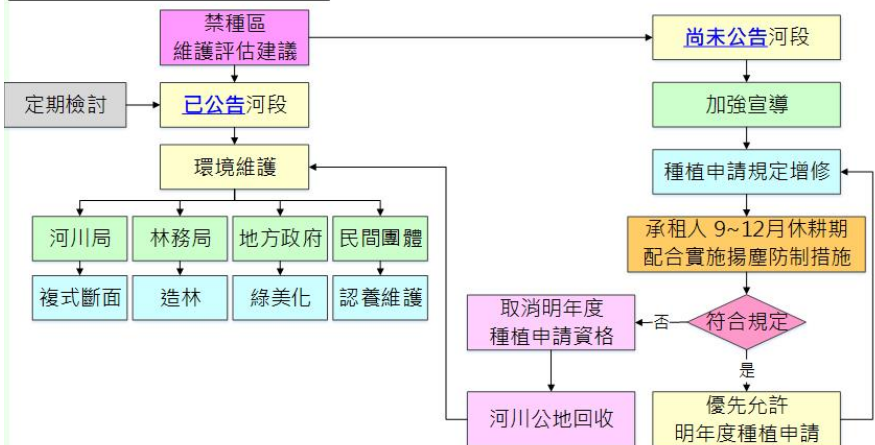 禁種區
維護評估建議
尚未公告河段
定期檢討
已公告河段
加強宣導
環境維護
種植申請規定增修
河川局
林務局
地方政府
民間團體
承租人 9~12月休耕期
配合實施揚塵防制措施
複式斷面
造林
綠美化
認養維護
取消明年度
種植申請資格
否
符合規定
是
河川公地回收
優先允許
明年度種植申請